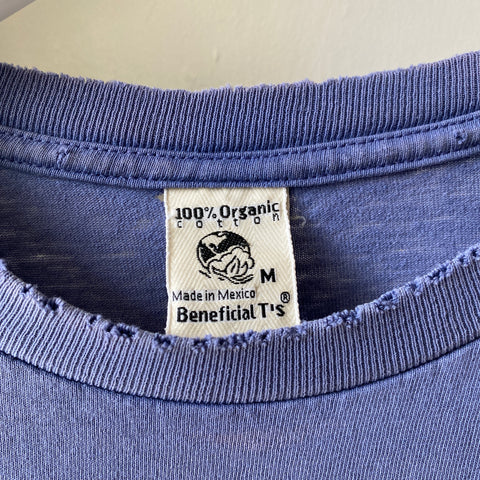 100% Organic
cotton
M
Made in Mexico
Beneficial T's®